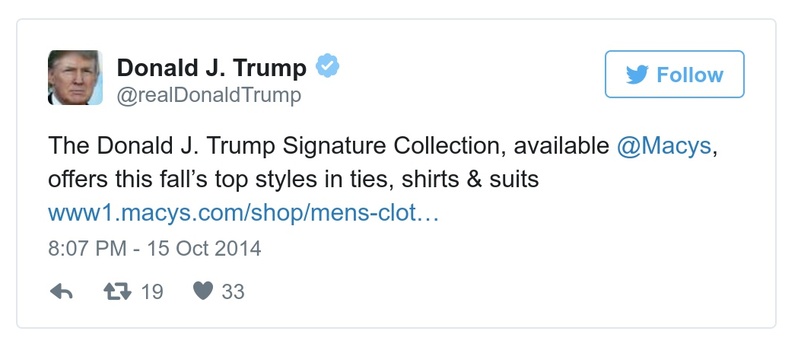 Donald J. Trump
@realDonaldTrump
Follow
The Donald J. Trump Signature Collection, available @Macys,
offers this fall’s top styles in ties, shirts & suits
www1.macys.com/shop/mens-clot…
8:07 PM - 15 Oct 2014
19 33